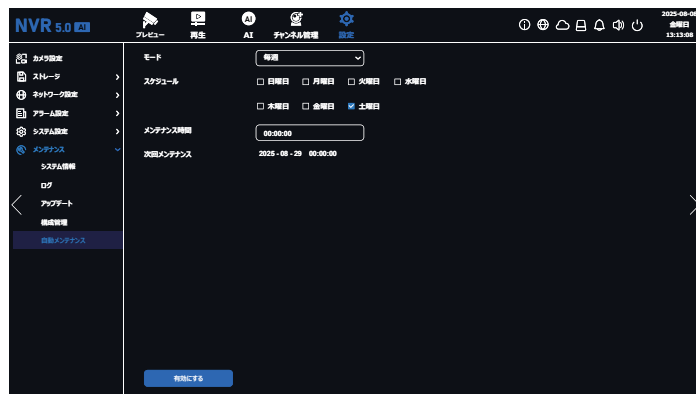 NVR 5.0 AI
プレビュー 再生 AI チャンネル管理 設定
2025-08-08
金曜日
13:13:08
カメラ設定
ストレージ
ネットワーク設定
アラーム設定
システム設定
メンテナンス
システム情報
ログ
アップデート
構成管理
自動メンテナンス
モード 毎週
スケジュール 日曜日 月曜日 火曜日 水曜日
木曜日 金曜日 土曜日
メンテナンス時間 00:00:00
次回メンテナンス 2025-08-29 00:00:00
有効にする